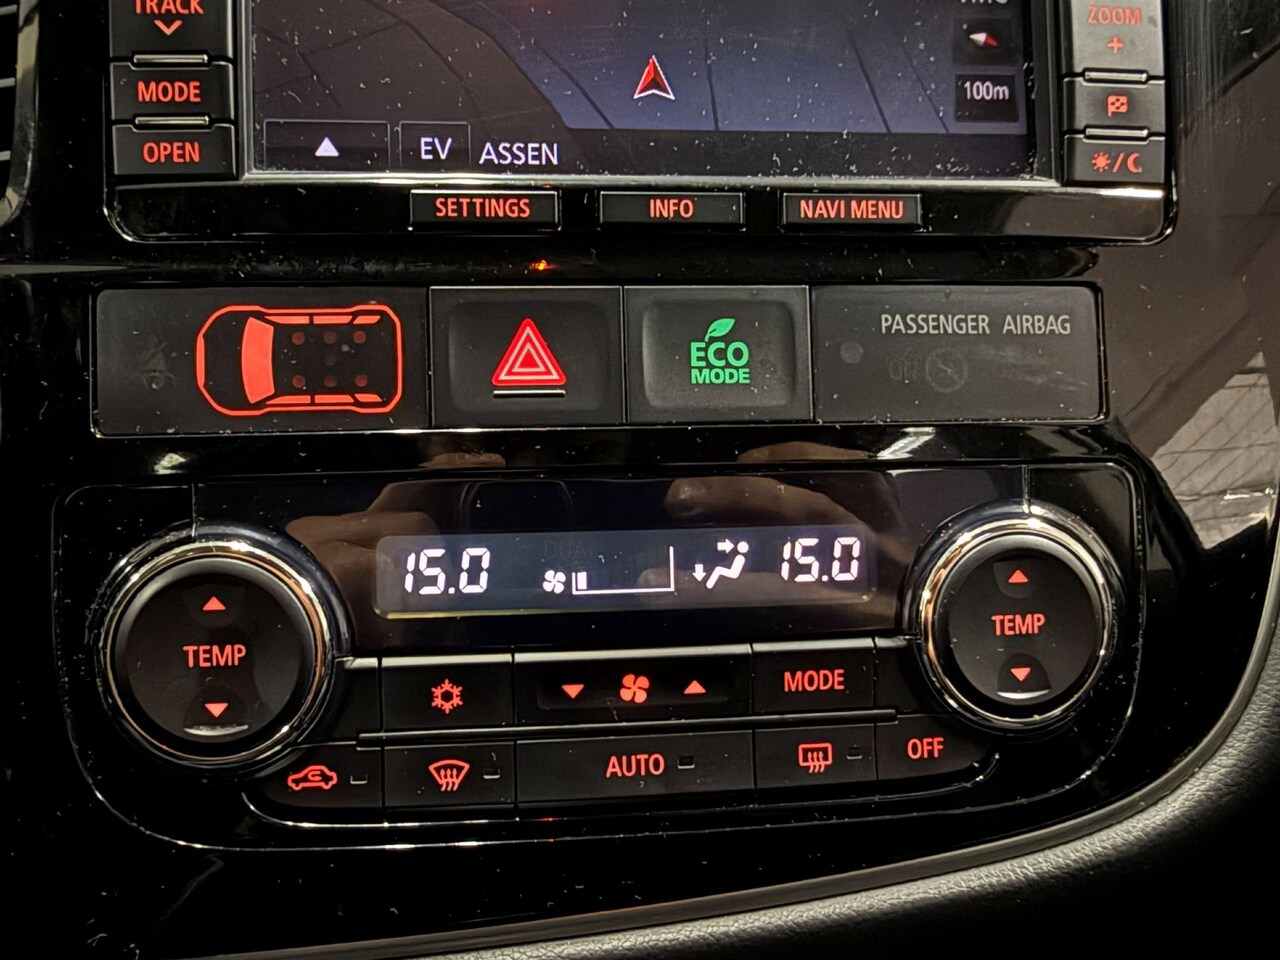 TRACK
ZOOM
+
MODE
100m
OPEN
EV
ASSEN
SETTINGS
INFO
NAVI MENU
ECO
MODE
PASSENGER AIRBAG
15.0
15.0
TEMP
TEMP
MODE
AUTO
OFF